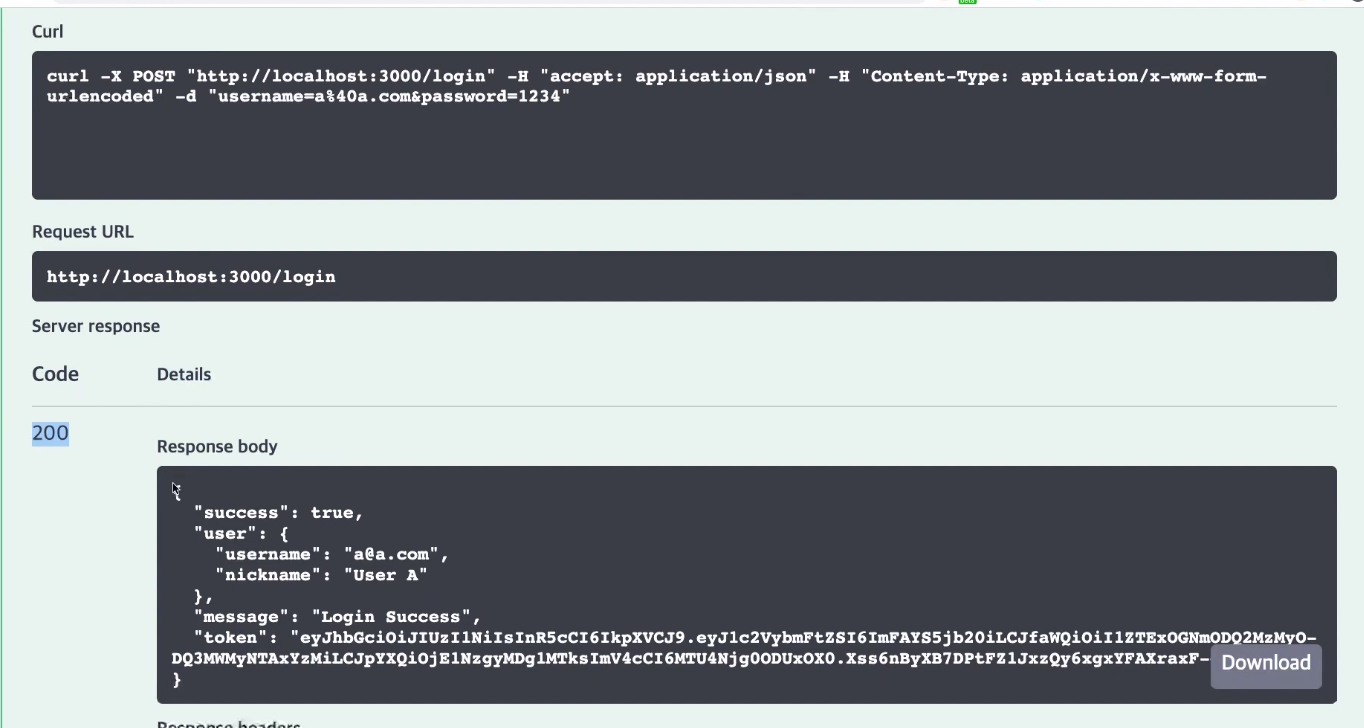 Curl
curl -X POST "http://localhost:3000/login" -H "accept: application/json" -H "Content-Type: application/x-www-form-
urlencoded" -d "username=a%40a.com&password=1234"
Request URL
http://localhost:3000/login
Server response
Code Details
200
Response body
{
"success": true,
"user": {
"username": "a@a.com",
"nickname": "User A"
},
"message": "Login Success",
"token": "eyJhbGciOiJIUzI1NiIsInR5cCI6IkpXVCJ9.eyJ1c2VybmFtZSI6ImFAYS5jb20iLCJfaWQiOiI1ZTExOGNmODQ2MzMyO-
DQ3MWMyNTAxYzMiLCJpYXQiOjE1NzgyMDg1MTksImV4cCI6MTU4Njg0ODUxOX0.Xss6nByXB7DPtFZ1JxzQy6xgxYFAXraxF-
Download
}
Response headers